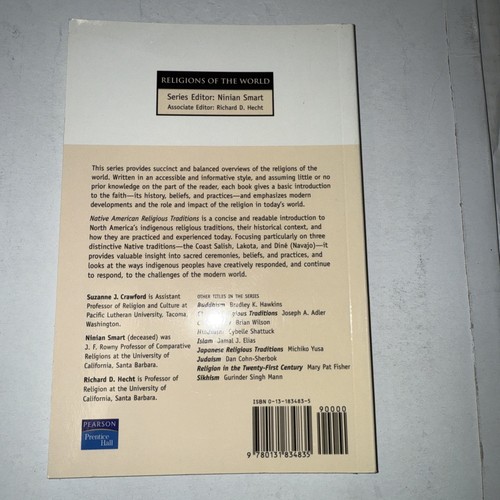 RELIGIONS OF THE WORLD
Series Editor: Ninian Smart
Associate Editor: Richard D. Hecht
This series provides succinct and balanced overviews of the religions of the
world. Written in an accessible and informative style, and assuming little or no
prior knowledge on the part of the reader, each book gives a basic introduction
to the faith—its history, beliefs, and practices—and emphasizes modern
developments and the role and impact of the religion in today's world.
Native American Religious Traditions is a concise and readable introduction to
North America's indigenous religious traditions, their historical context, and
how they are practiced and experienced today. Focusing particularly on three
distinctive Native traditions—the Coast Salish, Lakota, and Diné (Navajo)—it
provides valuable insight into sacred ceremonies, beliefs, and practices, and
looks at the ways indigenous peoples have creatively responded, and continue
to respond, to the challenges of the modern world.
Suzanne J. Crawford is Assistant
Professor of Religion and Culture at
Pacific Lutheran University, Tacoma,
Washington.
Ninian Smart (deceased) was
J. F. Rowny Professor of Comparative
Religions at the University of
California, Santa Barbara.
Richard D. Hecht is Professor of
Religion at the University of
California, Santa Barbara.
OTHER TITLES IN THE SERIES
Buddhism Bradley K. Hawkins
Religious Traditions Joseph A. Adler
Brian Wilson
Hinduism Cybelle Shattuck
Islam Jamal J. Elias
Japanese Religious Traditions Michiko Yusa
Judaism Dan Cohn-Sherbok
Religion in the Twenty-First Century Mary Pat Fisher
Sikhism Gurinder Singh Mann
PEARSON
Prentice
Hall
ISBN 0-13-183483-5
90000
9 780131 834835